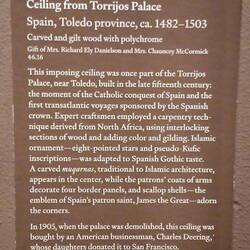 Ceiling from Torrijos Palace
Spain, Toledo province, ca. 1482–1503
Carved and gilt wood with polychrome
Gift of Mrs. Richard Ely Danielson and Mrs. Chauncey McCormick
46.16
This imposing ceiling was once part of the Torrijos
Palace, near Toledo, built in the late fifteenth century:
the moment of the Catholic conquest of Spain and the
first transatlantic voyages sponsored by the Spanish
crown. Expert craftsmen employed a carpentry tech-
nique derived from North Africa, using interlocking
sections of wood and adding color and gilding. Islamic
ornament—eight-pointed stars and pseudo-Kufic
inscriptions—was adapted to Spanish Gothic taste.
A carved muqarnas, traditional to Islamic architecture,
appears in the center, while the patrons' coats of arms
decorate four border panels, and scallop shells—the
emblem of Spain's patron saint, James the Great—adorn
the corners.
In 1905, when the palace was demolished, this ceiling was
bought by an American businessman, Charles Deering,
whose daughters donated it to San Francisco.